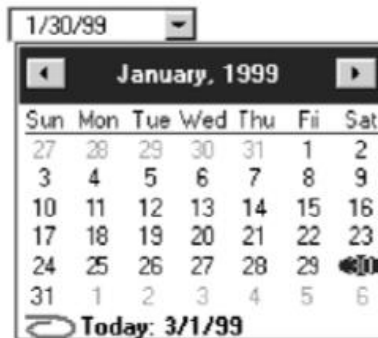 1/30/99
January, 1999
Sun Mon Tue Wed Thu Fri Sat
27 28 29 30 31 1 2
3 4 5 6 7 8 9
10 11 12 13 14 15 16
17 18 19 20 21 22 23
24 25 26 27 28 29 30
31 1 2 3 4 5 6
Today: 3/1/99